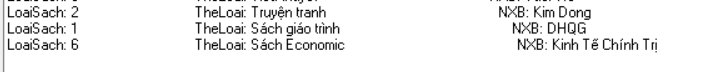 LoaiSach: 2 TheLoai: Truyện tranh NXB: Kim Dong
LoaiSach: 1 TheLoai: Sách giáo trình NXB: DHQG
LoaiSach: 6 TheLoai: Sách Economic NXB: Kinh Tế Chính Trị